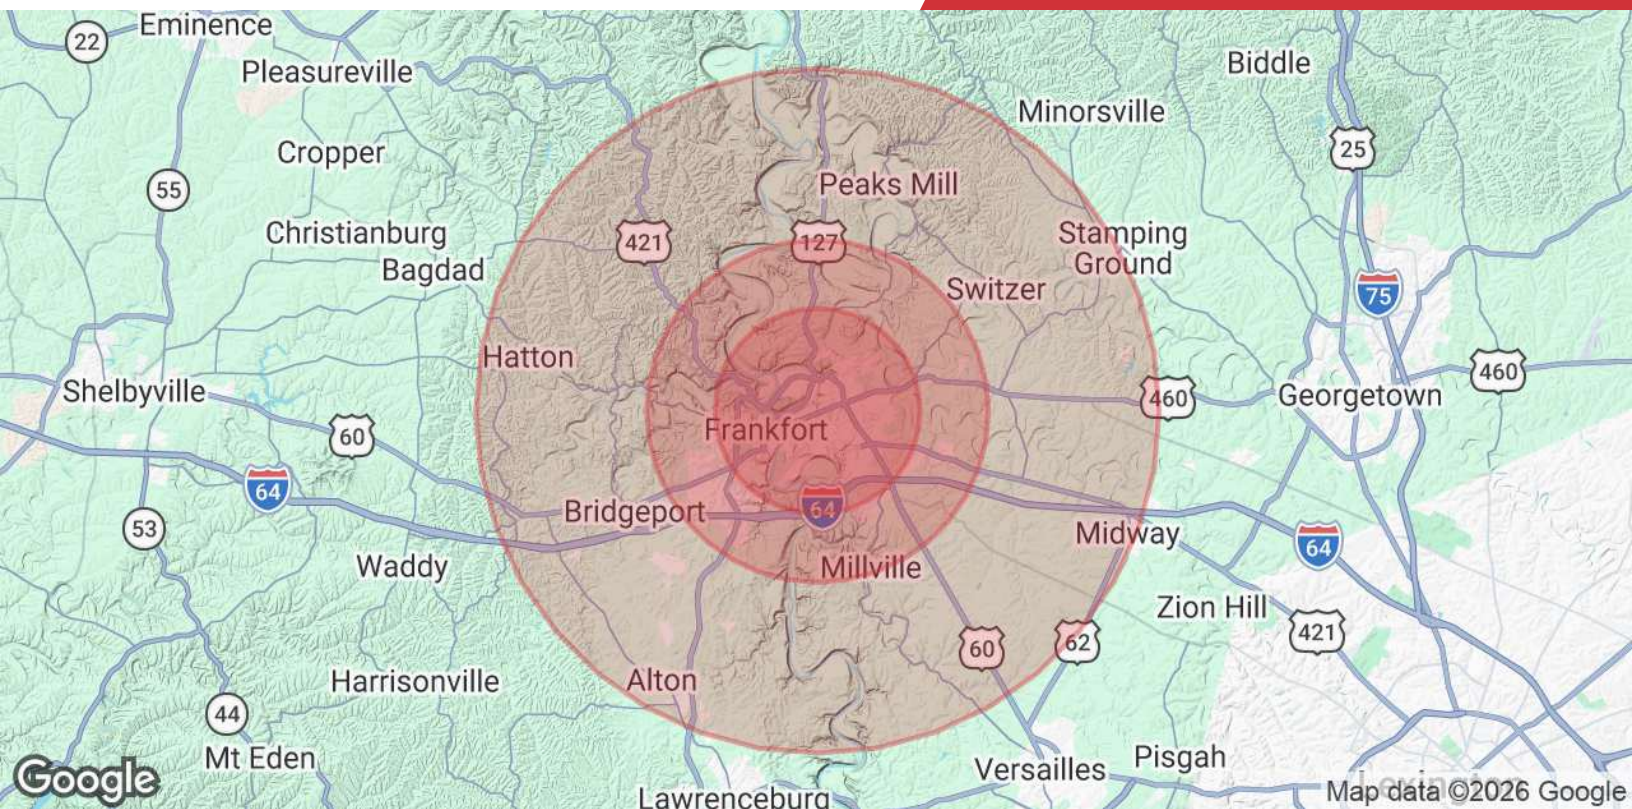 Eminence
22
Pleasureville
Biddle
Minorsville
Cropper
25
55
Peaks Mill
Christianburg
421
127
Stamping
Ground
Bagdad
Switzer
75
Hatton
Shelbyville
460
Georgetown
460
60
Frankfort
64
Bridgeport
64
53
Midway
64
Waddy
Millville
Zion Hill
421
60
62
Harrisonville
Alton
44
Mt Eden
Versailles
Pisgah
Google
Lawrenceburg
Lexington
Map data ©2026 Google